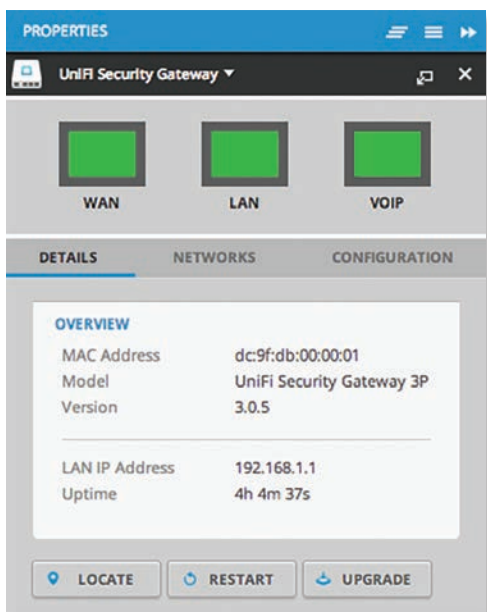 PROPERTIES
UniFi Security Gateway
WAN LAN VOIP
DETAILS NETWORKS CONFIGURATION
OVERVIEW
MAC Address dc:9f:db:00:00:01
Model UniFi Security Gateway 3P
Version 3.0.5
LAN IP Address 192.168.1.1
Uptime 4h 4m 37s
LOCATE RESTART UPGRADE